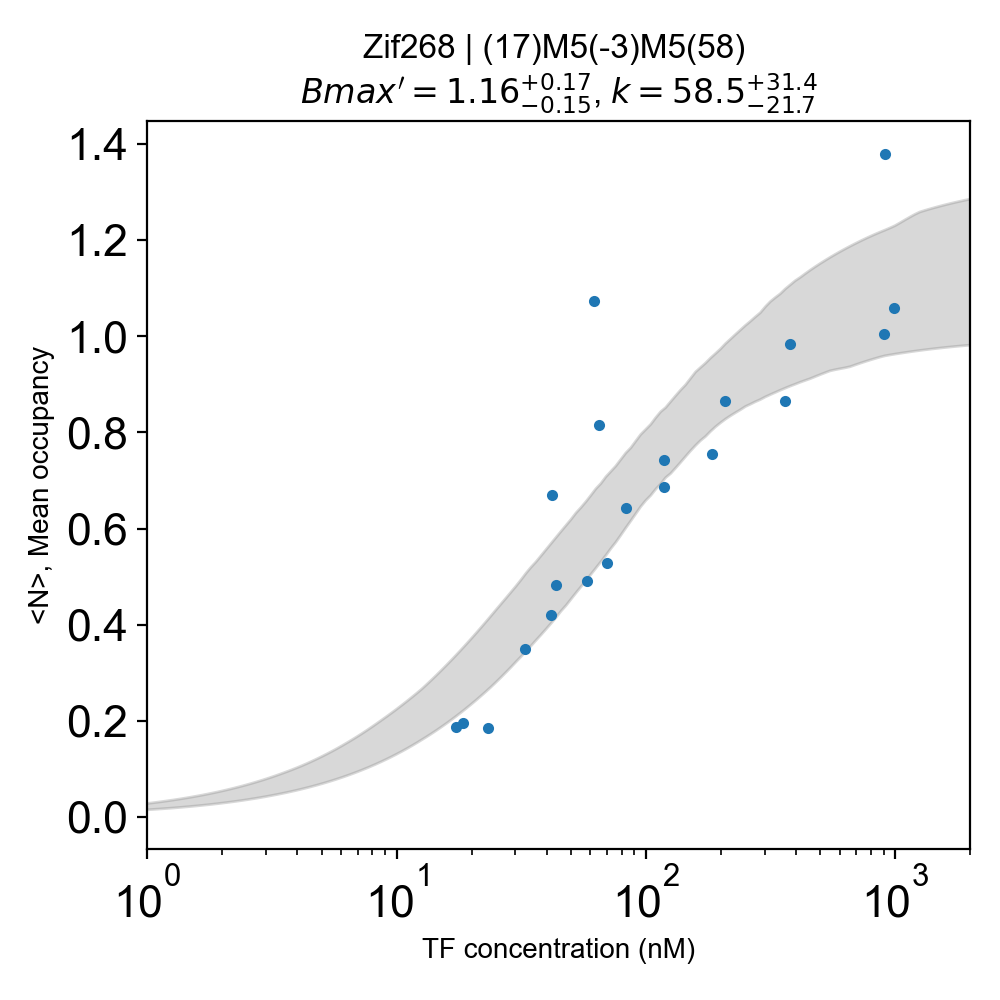 Zif268 | (17)M5(-3)M5(58)
Bmax′ = 1.16 +0.17 −0.15, k = 58.5 +31.4 −21.7
1.4
1.2
1.0
0.8
0.6
0.4
0.2
0.0
<N>, Mean occupancy
10^0 10^1 10^2 10^3
TF concentration (nM)